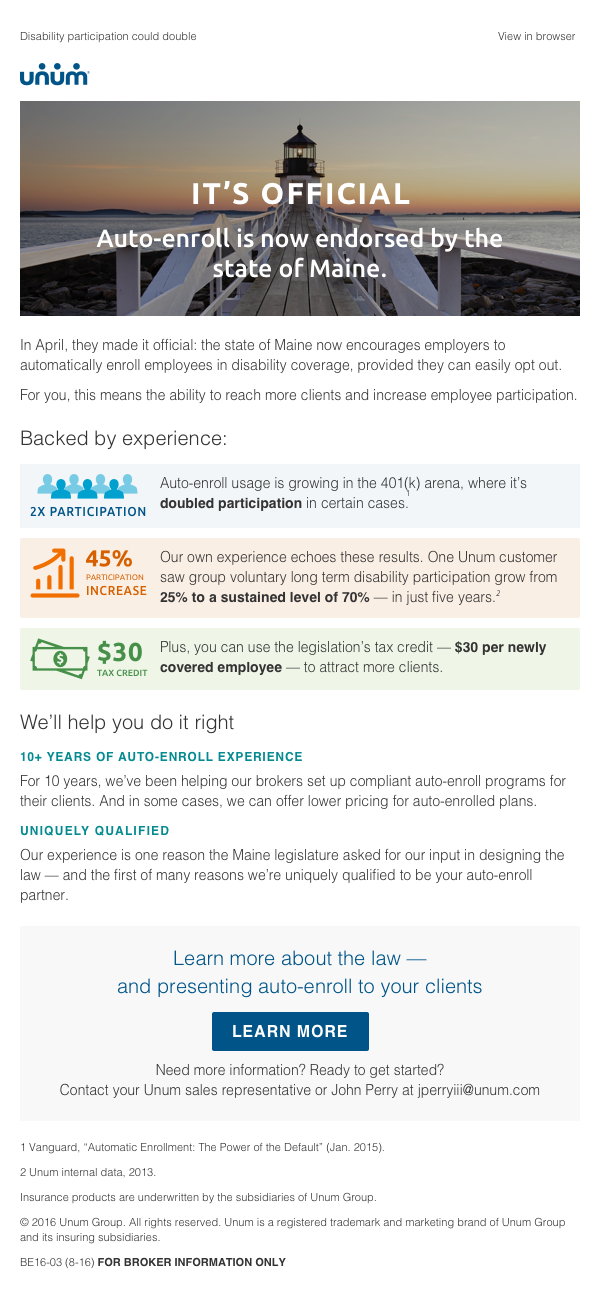 Disability participation could double
View in browser
unum
IT'S OFFICIAL
Auto-enroll is now endorsed by the
state of Maine.
In April, they made it official: the state of Maine now encourages employers to
automatically enroll employees in disability coverage, provided they can easily opt out.
For you, this means the ability to reach more clients and increase employee participation.
Backed by experience:
2X PARTICIPATION
Auto-enroll usage is growing in the 401(k) arena, where it's
doubled participation in certain cases.1
45%
PARTICIPATION
INCREASE
Our own experience echoes these results. One Unum customer
saw group voluntary long term disability participation grow from
25% to a sustained level of 70% — in just five years.2
$30
TAX CREDIT
Plus, you can use the legislation's tax credit — $30 per newly
covered employee — to attract more clients.
We'll help you do it right
10+ YEARS OF AUTO-ENROLL EXPERIENCE
For 10 years, we've been helping our brokers set up compliant auto-enroll programs for
their clients. And in some cases, we can offer lower pricing for auto-enrolled plans.
UNIQUELY QUALIFIED
Our experience is one reason the Maine legislature asked for our input in designing the
law — and the first of many reasons we're uniquely qualified to be your auto-enroll
partner.
Learn more about the law —
and presenting auto-enroll to your clients
LEARN MORE
Need more information? Ready to get started?
Contact your Unum sales representative or John Perry at jperryiii@unum.com
1 Vanguard, “Automatic Enrollment: The Power of the Default” (Jan. 2015).
2 Unum internal data, 2013.
Insurance products are underwritten by the subsidiaries of Unum Group.
© 2016 Unum Group. All rights reserved. Unum is a registered trademark and marketing brand of Unum Group
and its insuring subsidiaries.
BE16-03 (8-16) FOR BROKER INFORMATION ONLY